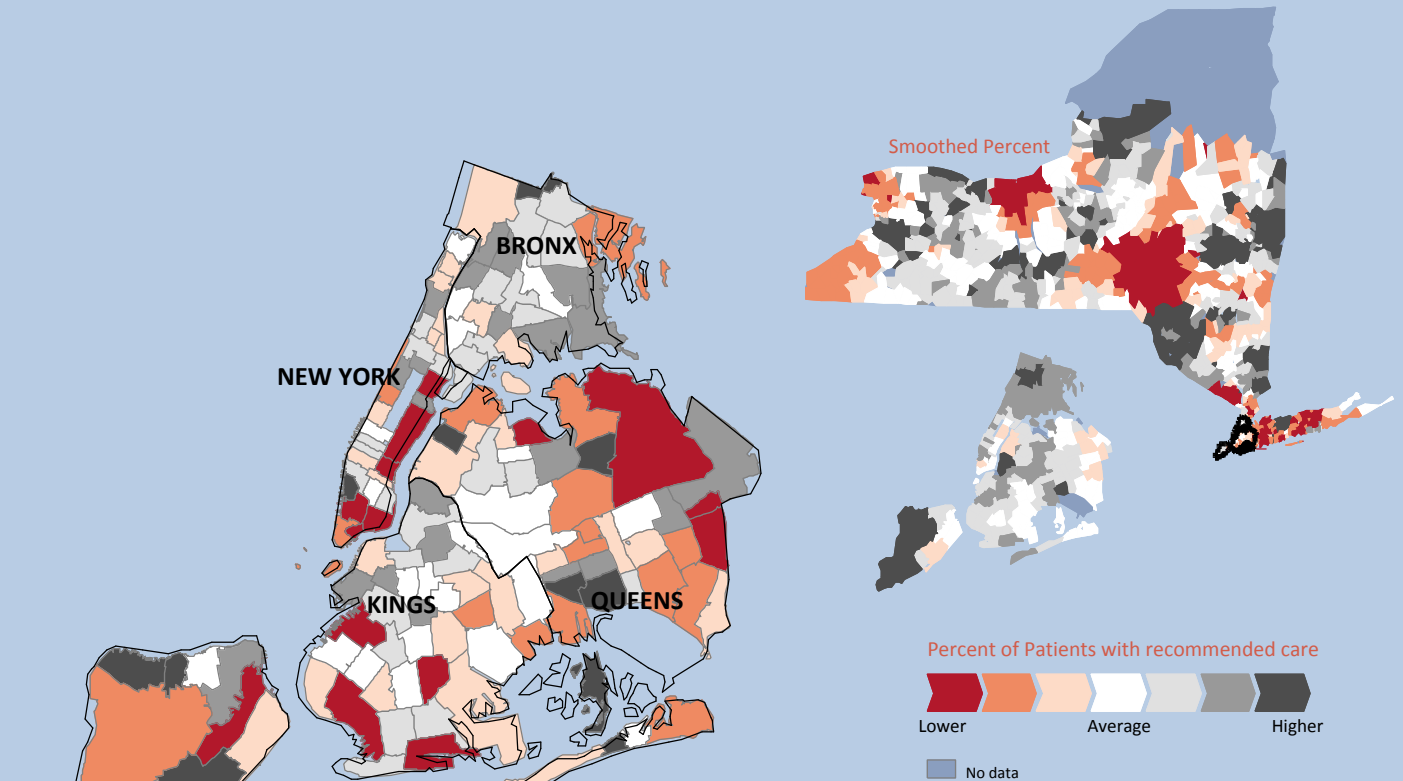 Smoothed Percent
BRONX
NEW YORK
KINGS
QUEENS
Percent of Patients with recommended care
Lower Average Higher
No data